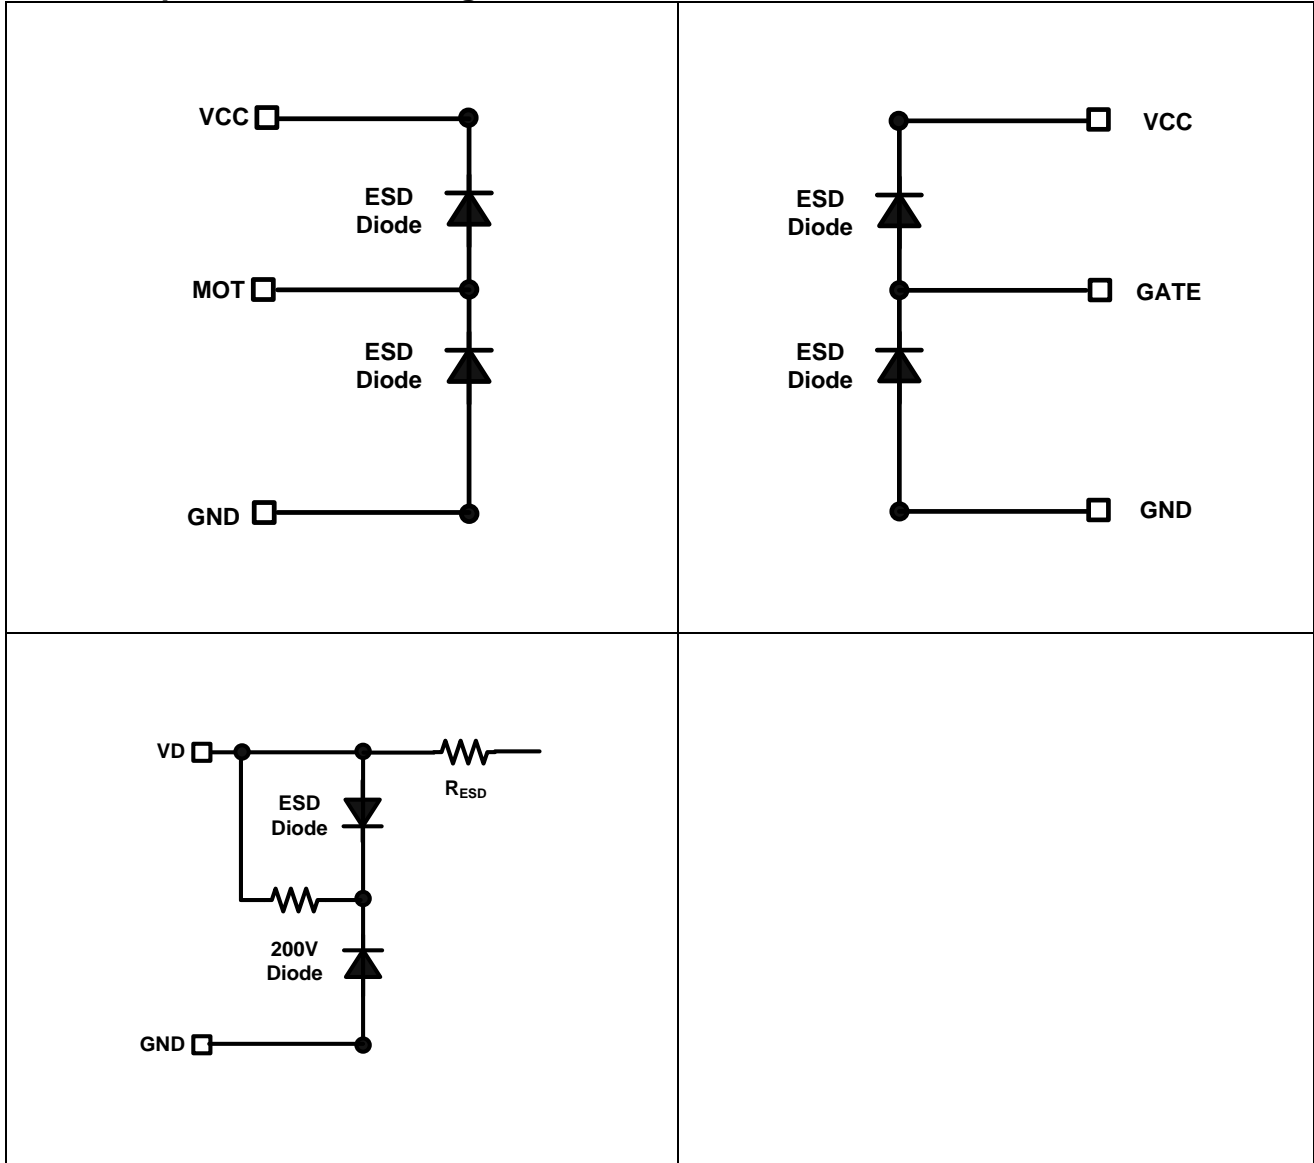 VCC
ESD
Diode
MOT
ESD
Diode
GND
VCC
ESD
Diode
GATE
ESD
Diode
GND
VD
RESD
ESD
Diode
200V
Diode
GND